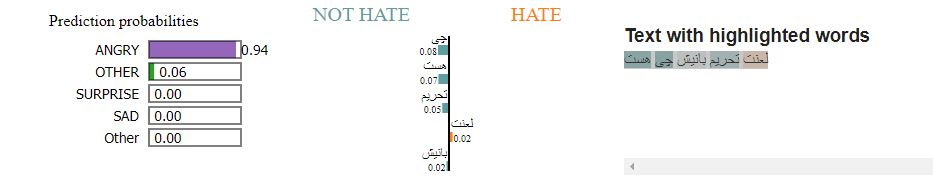 Prediction probabilities
ANGRY 0.94
OTHER 0.06
SURPRISE 0.00
SAD 0.00
Other 0.00
NOT HATE HATE
چی
0.08
هست
0.07
تحریم
0.05
لعنت
0.02
بانیش
0.02
Text with highlighted words
لعنت تحریم بانیش چی هست